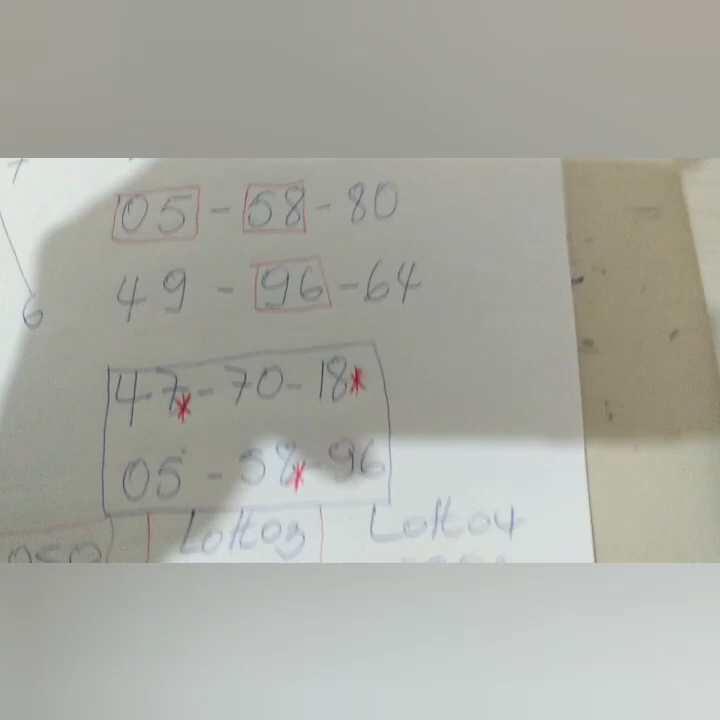 05 - 58 - 80
49 - 96 - 64
6
47* - 70 - 18*
05 - 58* - 96
Lotto3 Lotto4